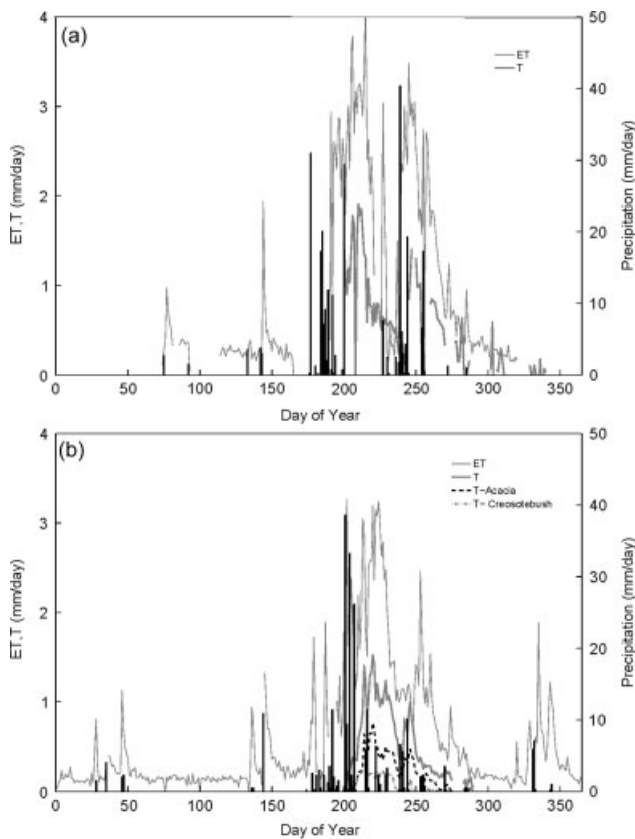 (a)
ET
T
4
3
2
1
0
50
40
30
20
10
0
ET,T (mm/day)
Precipitation (mm/day)
0 50 100 150 200 250 300 350
Day of Year
(b)
ET
T
T-Acacia
T- Creosotebush
4
3
2
1
0
50
40
30
20
10
0
ET,T (mm/day)
Precipitation (mm/day)
0 50 100 150 200 250 300 350
Day of Year